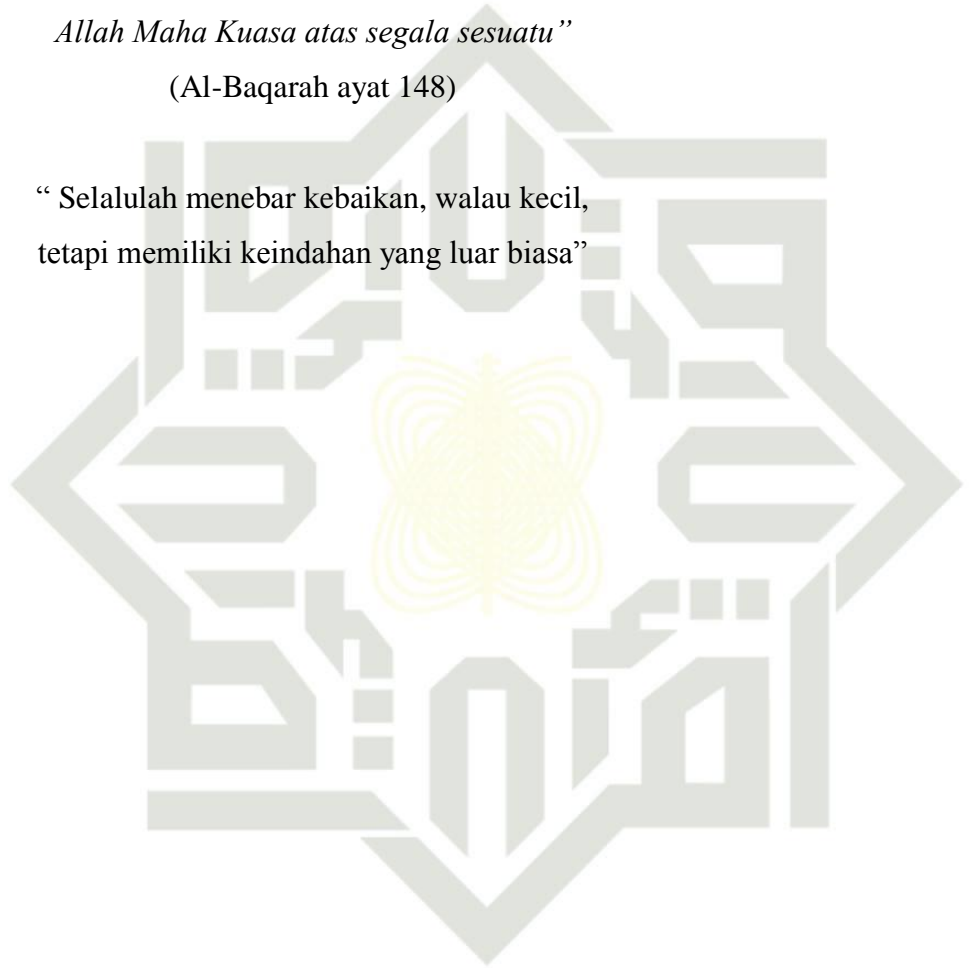 Allah Maha Kuasa atas segala sesuatu”
(Al-Baqarah ayat 148)
“ Selalulah menebar kebaikan, walau kecil,
tetapi memiliki keindahan yang luar biasa”